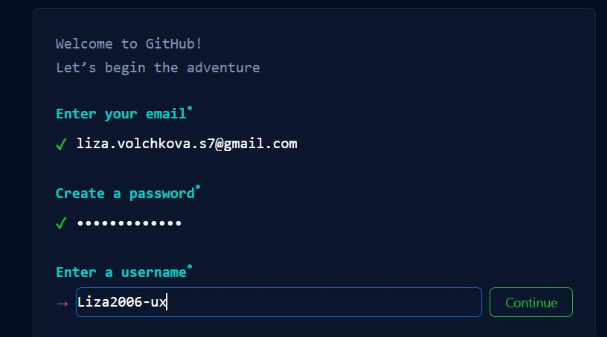 Welcome to GitHub!
Let’s begin the adventure
Enter your email*
✓ liza.volchkova.s7@gmail.com
Create a password*
✓ •••••••••••••
Enter a username*
→ Liza2006-ux Continue